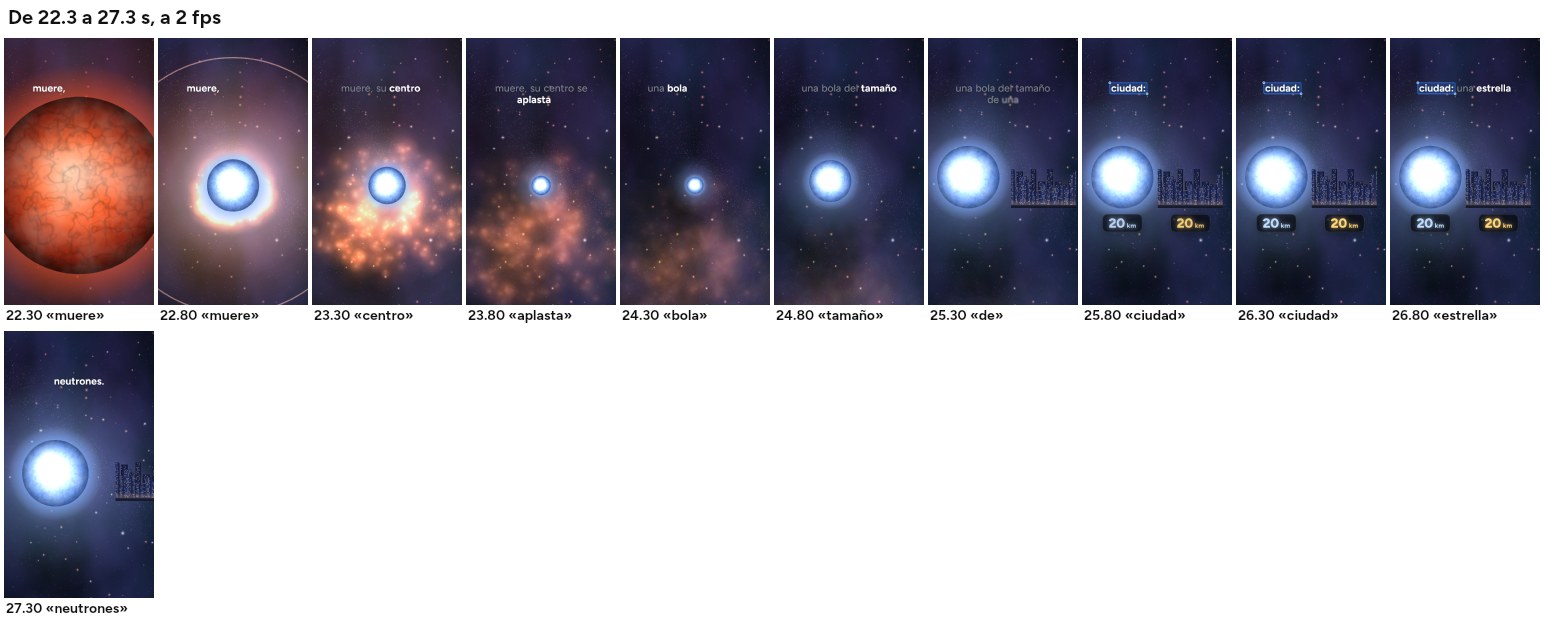 De 22.3 a 27.3 s, a 2 fps
muere,
muere,
muere, su centro
muere, su centro se
aplasta
una bola
una bola del tamaño
una bola del tamaño
de una
ciudad:
ciudad:
ciudad: una estrella
20 km
20 km
20 km
20 km
20 km
20 km
22.30 «muere»
22.80 «muere»
23.30 «centro»
23.80 «aplasta»
24.30 «bola»
24.80 «tamaño»
25.30 «de»
25.80 «ciudad»
26.30 «ciudad»
26.80 «estrella»
neutrones.
27.30 «neutrones»